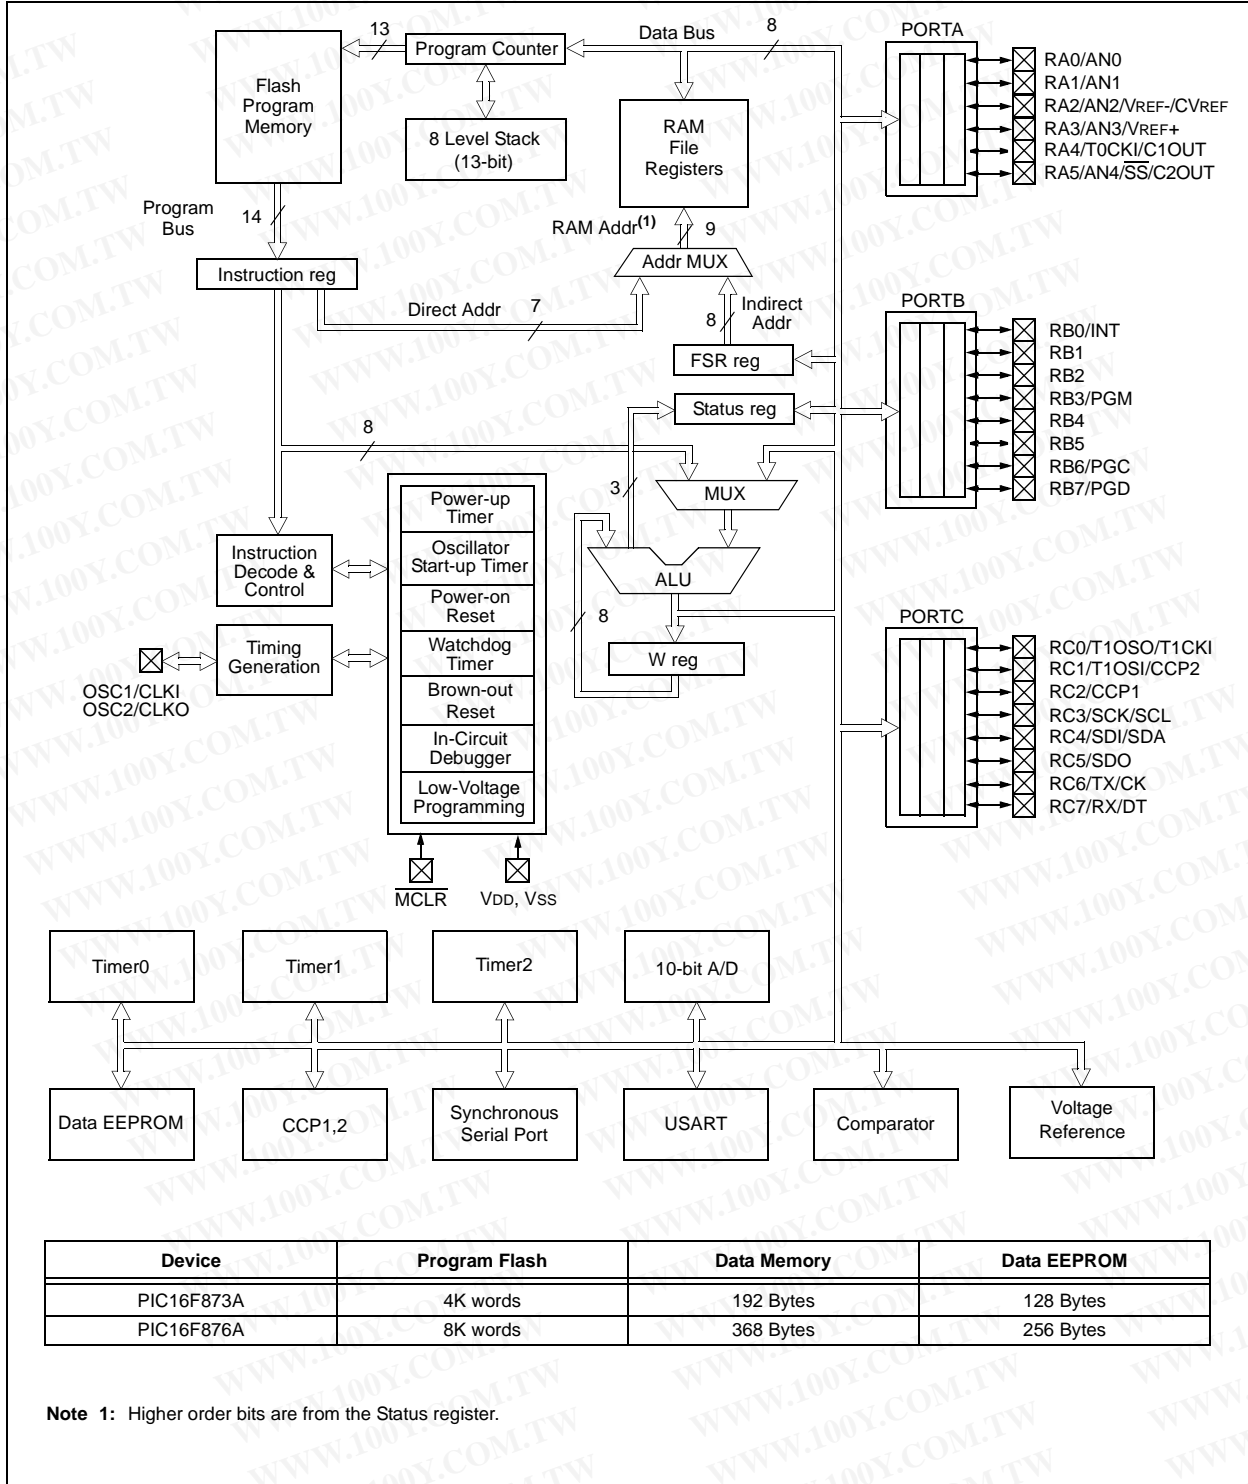 13
Program Counter
Data Bus
8
PORTA
Flash
Program
Memory
8 Level Stack
(13-bit)
RAM
File
Registers
RA0/AN0
RA1/AN1
RA2/AN2/VREF-/CVREF
RA3/AN3/VREF+
RA4/T0CKI/C1OUT
RA5/AN4/SS/C2OUT
Program
Bus
14
RAM Addr(1)
9
Instruction reg
Addr MUX
Direct Addr
7
Indirect
Addr
8
FSR reg
Status reg
PORTB
RB0/INT
RB1
RB2
RB3/PGM
RB4
RB5
RB6/PGC
RB7/PGD
8
3
MUX
ALU
8
W reg
Power-up
Timer
Oscillator
Start-up Timer
Power-on
Reset
Watchdog
Timer
Brown-out
Reset
In-Circuit
Debugger
Low-Voltage
Programming
Instruction
Decode &
Control
Timing
Generation
OSC1/CLKI
OSC2/CLKO
MCLR
VDD, VSS
PORTC
RC0/T1OSO/T1CKI
RC1/T1OSI/CCP2
RC2/CCP1
RC3/SCK/SCL
RC4/SDI/SDA
RC5/SDO
RC6/TX/CK
RC7/RX/DT
Timer0
Timer1
Timer2
10-bit A/D
Data EEPROM
CCP1,2
Synchronous
Serial Port
USART
Comparator
Voltage
Reference
Device Program Flash Data Memory Data EEPROM
PIC16F873A 4K words 192 Bytes 128 Bytes
PIC16F876A 8K words 368 Bytes 256 Bytes
Note 1: Higher order bits are from the Status register.
WWW.100Y.COM.TW